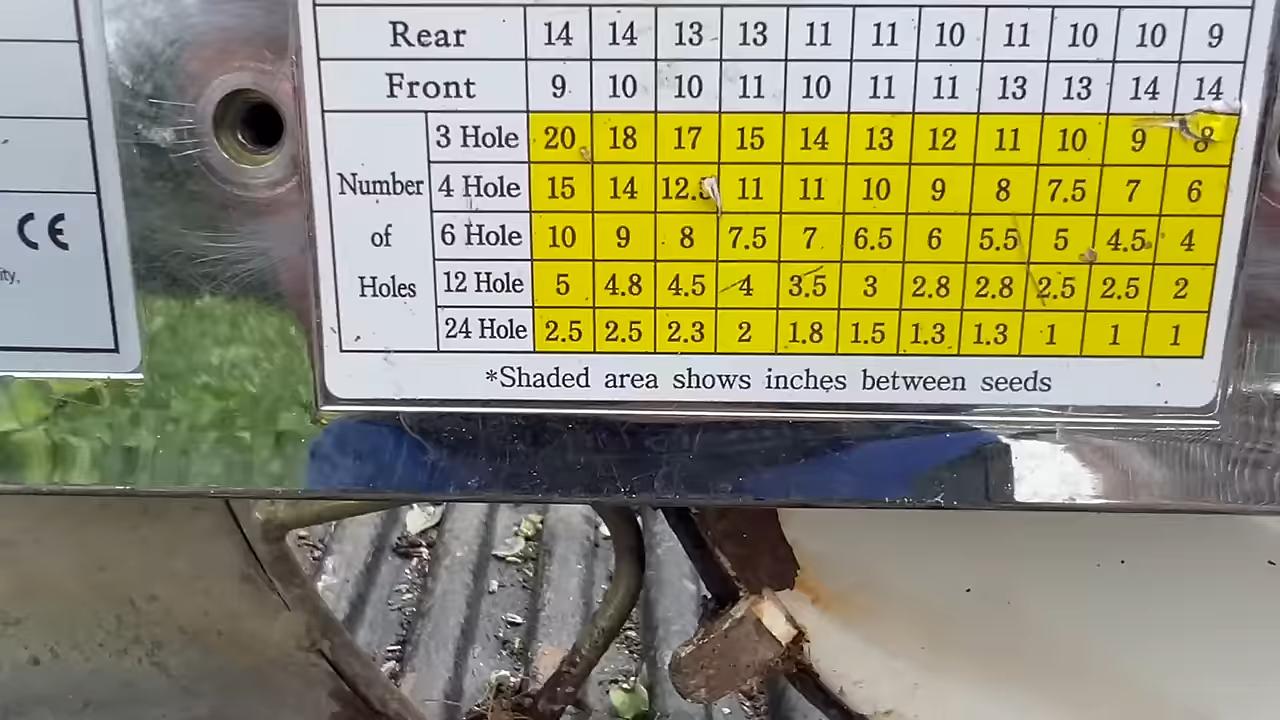 Rear 14 14 13 13 11 11 10 11 10 10 9
Front 9 10 10 11 10 11 11 13 13 14 14
Number of Holes
3 Hole 20 18 17 15 14 13 12 11 10 9 8
4 Hole 15 14 12.5 11 11 10 9 8 7.5 7 6
6 Hole 10 9 8 7.5 7 6.5 6 5.5 5 4.5 4
12 Hole 5 4.8 4.5 4 3.5 3 2.8 2.8 2.5 2.5 2
24 Hole 2.5 2.5 2.3 2 1.8 1.5 1.3 1.3 1 1 1
*Shaded area shows inches between seeds
CE
ity,